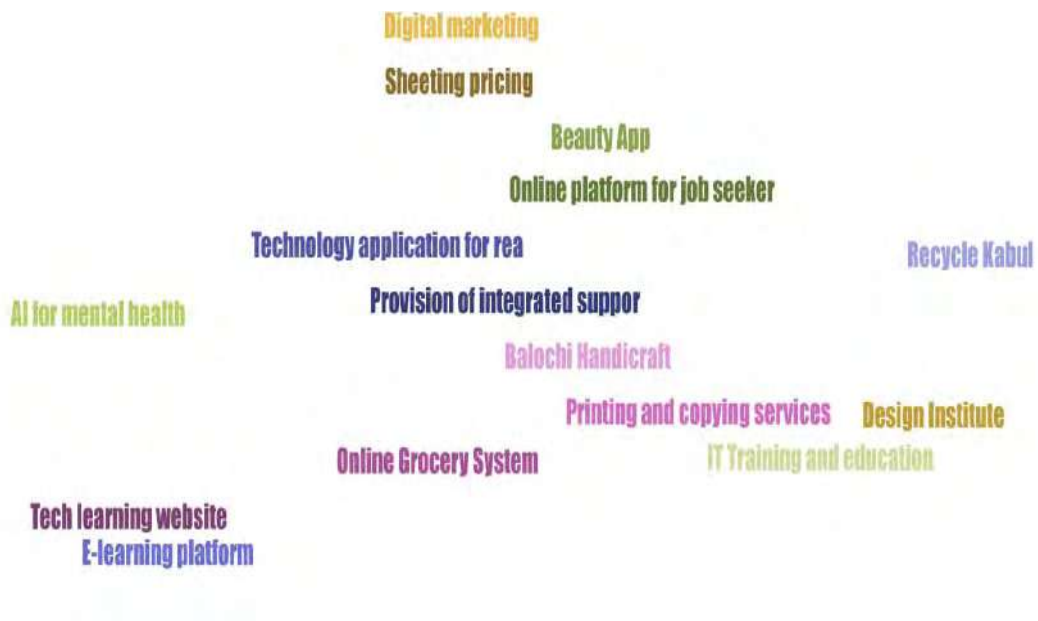 Digital marketing
Sheeting pricing
Beauty App
Online platform for job seeker
Technology application for rea
Recycle Kabul
Provision of integrated suppor
AI for mental health
Balochi Handicraft
Printing and copying services
Design Institute
Online Grocery System
IT Training and education
Tech learning website
E-learning platform